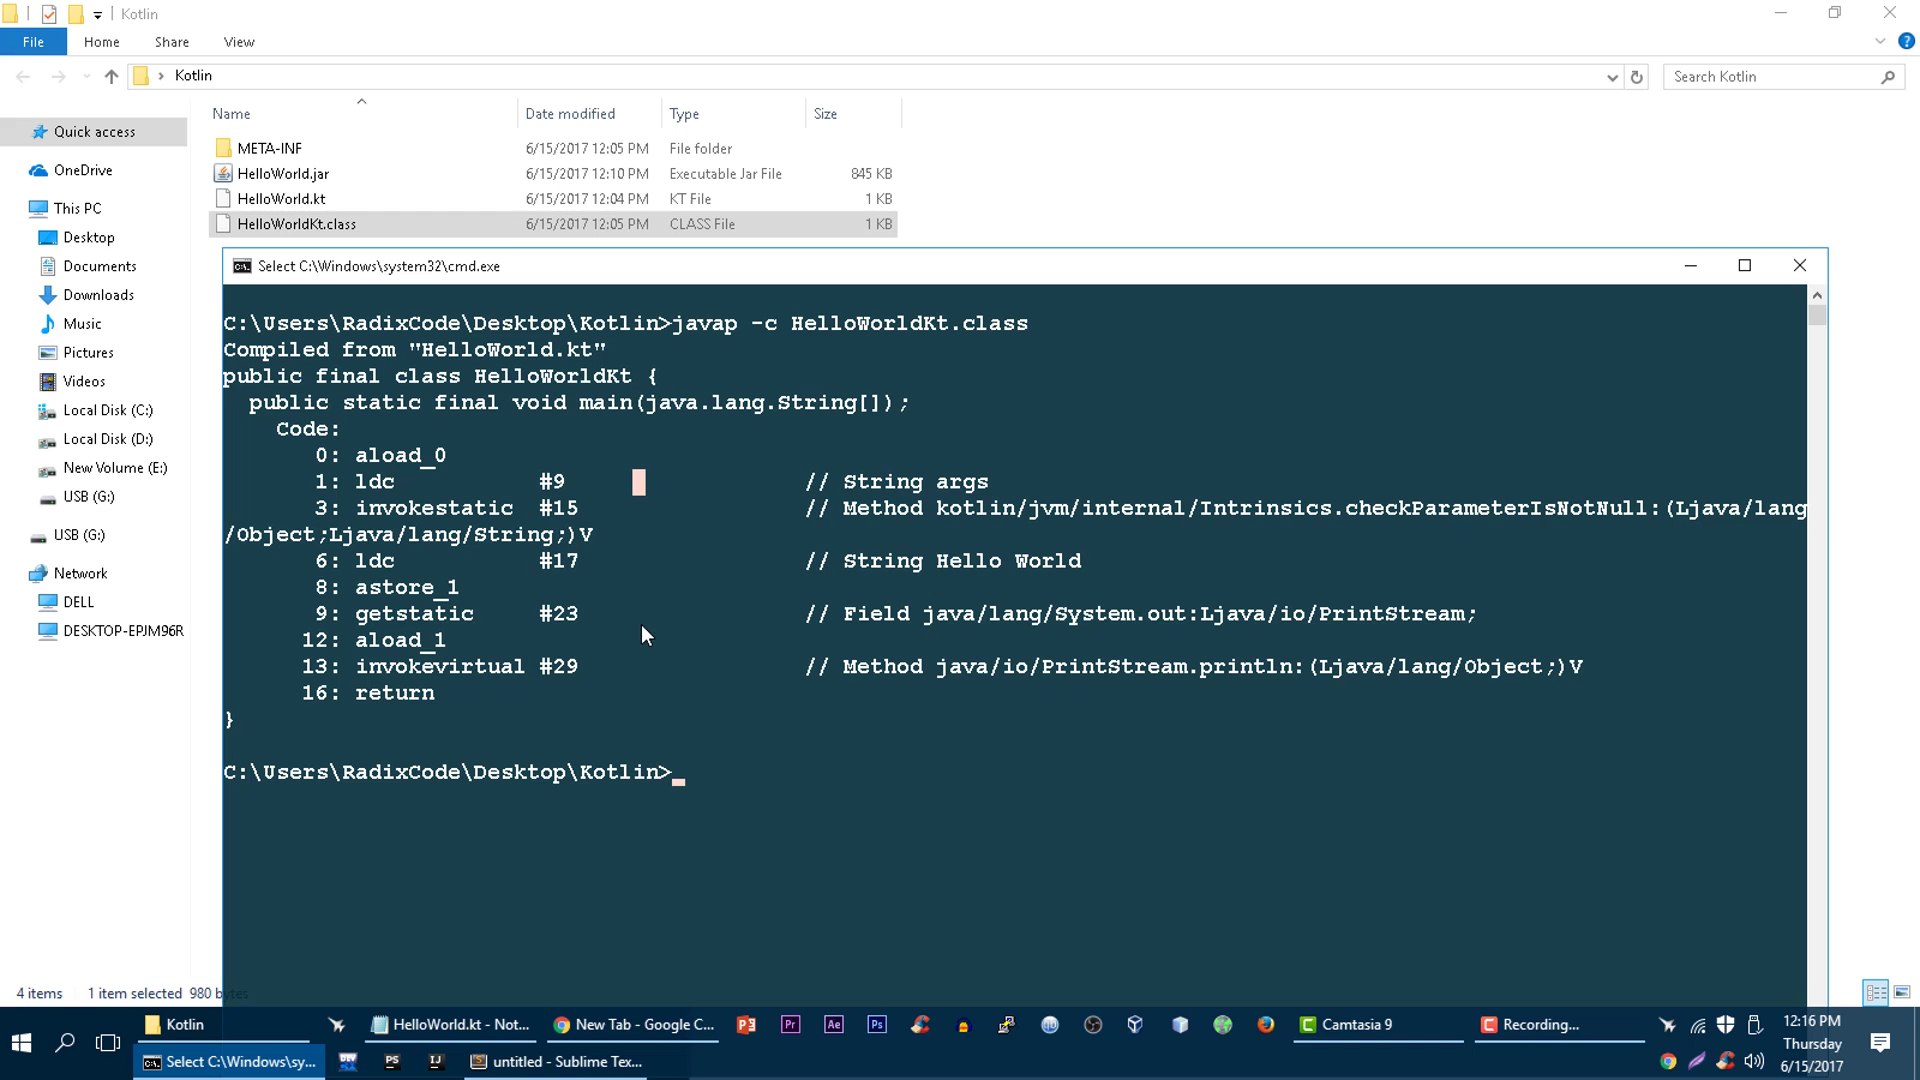 Kotlin
File Home Share View
Kotlin
Search Kotlin
Name Date modified Type Size
META-INF 6/15/2017 12:05 PM File folder
HelloWorld.jar 6/15/2017 12:10 PM Executable Jar File 845 KB
HelloWorld.kt 6/15/2017 12:04 PM KT File 1 KB
HelloWorldKt.class 6/15/2017 12:05 PM CLASS File 1 KB
Quick access
OneDrive
This PC
Desktop
Documents
Downloads
Music
Pictures
Videos
Local Disk (C:)
Local Disk (D:)
New Volume (E:)
USB (G:)
USB (G:)
Network
DELL
DESKTOP-EPJM96R
Select C:\Windows\system32\cmd.exe
C:\Users\RadixCode\Desktop\Kotlin>javap -c HelloWorldKt.class
Compiled from "HelloWorld.kt"
public final class HelloWorldKt {
public static final void main(java.lang.String[]);
Code:
0: aload_0
1: ldc #9 // String args
3: invokestatic #15 // Method kotlin/jvm/internal/Intrinsics.checkParameterIsNotNull:(Ljava/lang
/Object;Ljava/lang/String;)V
6: ldc #17 // String Hello World
8: astore_1
9: getstatic #23 // Field java/lang/System.out:Ljava/io/PrintStream;
12: aload_1
13: invokevirtual #29 // Method java/io/PrintStream.println:(Ljava/lang/Object;)V
16: return
}
C:\Users\RadixCode\Desktop\Kotlin>_
4 items 1 item selected 980 bytes
Kotlin HelloWorld.kt - Not... New Tab - Google C... Pr Ae Ps Camtasia 9 Recording...
Select C:\Windows\sy... DEV PS IJ untitled - Sublime Tex...
12:16 PM
Thursday
6/15/2017